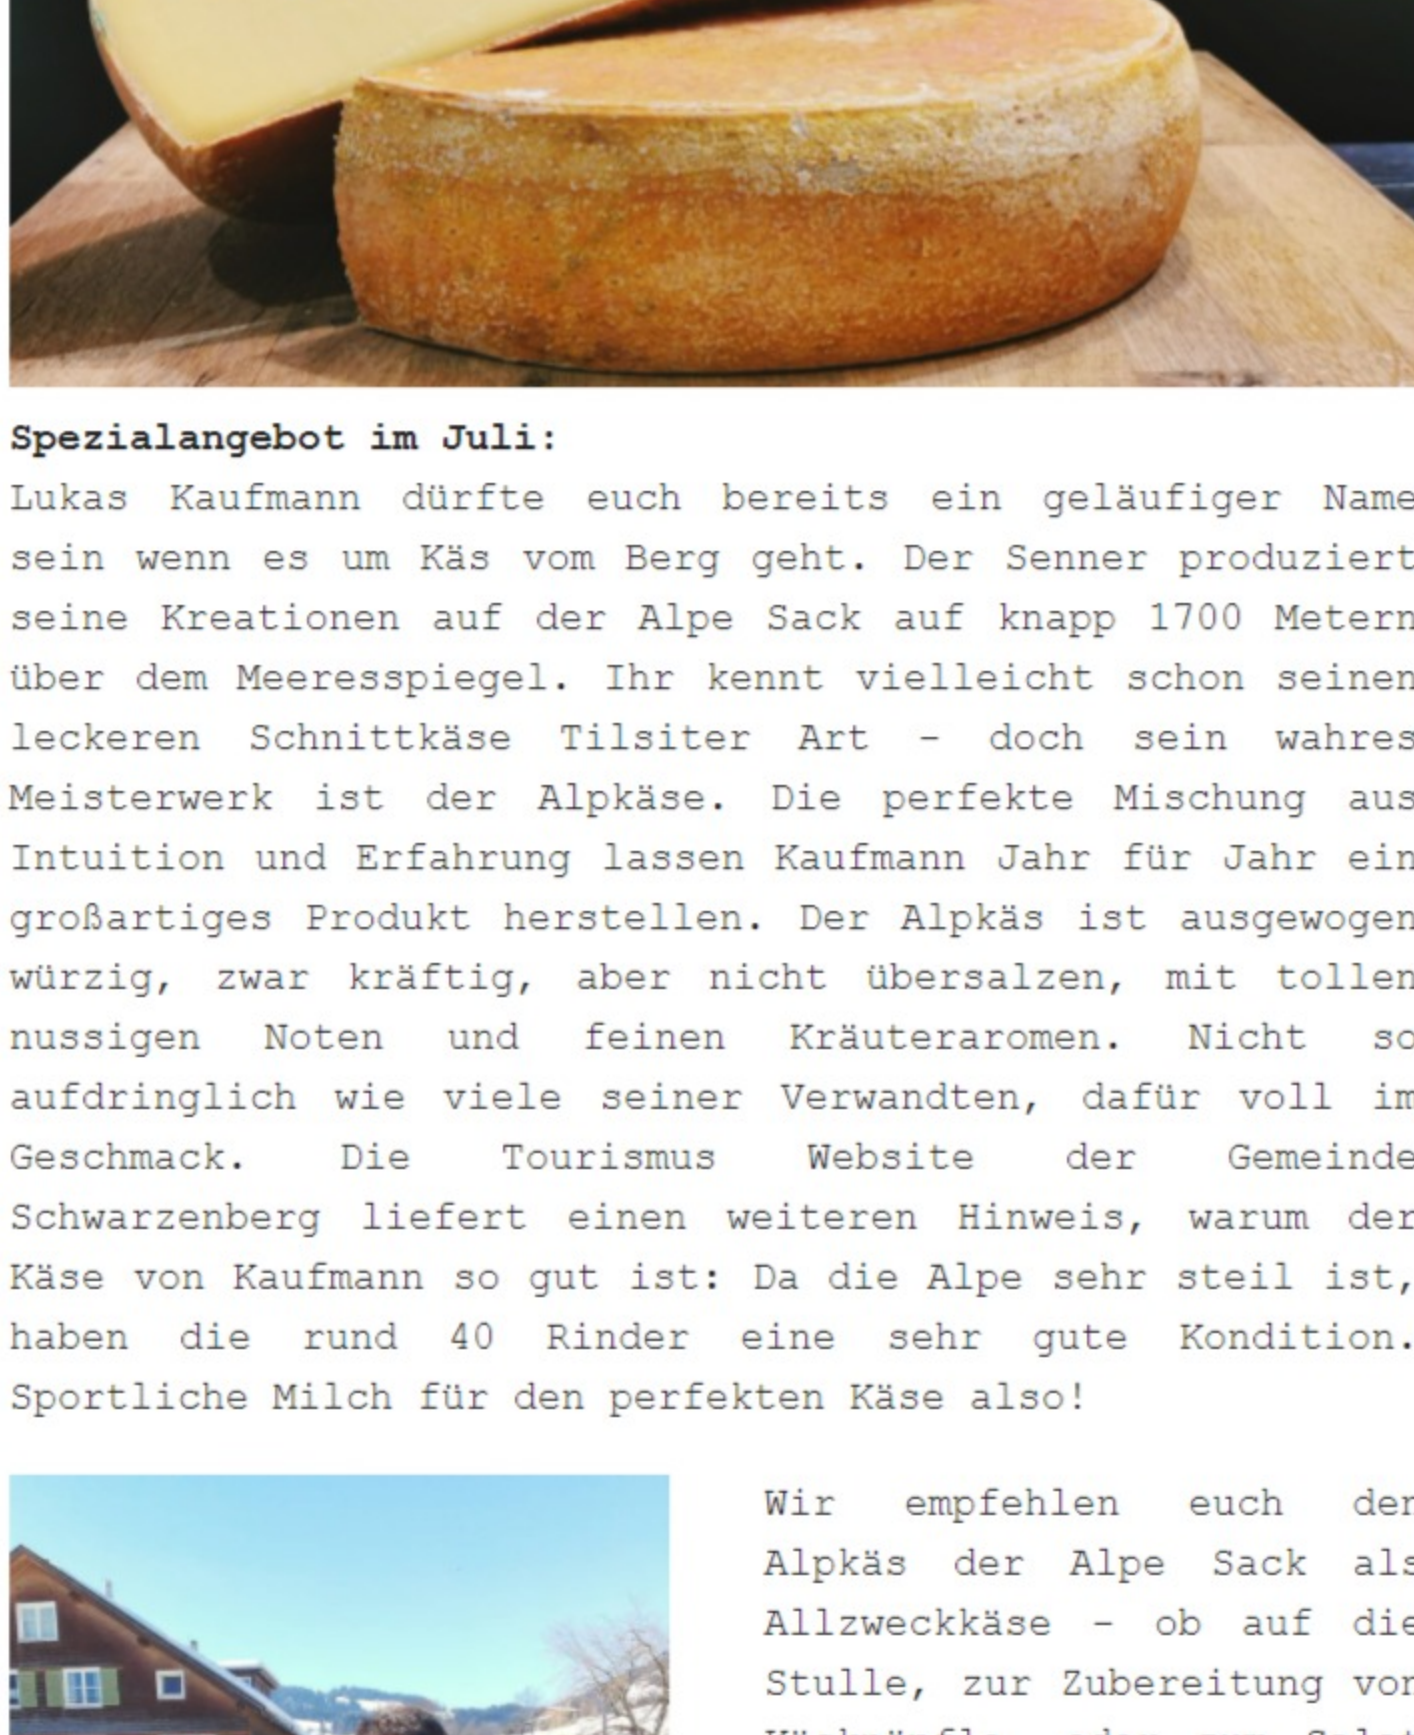 Spezialangebot im Juli:
Lukas Kaufmann dürfte euch bereits ein geläufiger Name
sein wenn es um Käs vom Berg geht. Der Senner produziert
seine Kreationen auf der Alpe Sack auf knapp 1700 Metern
über dem Meeresspiegel. Ihr kennt vielleicht schon seinen
leckeren Schnittkäse Tilsiter Art - doch sein wahres
Meisterwerk ist der Alpkäse. Die perfekte Mischung aus
Intuition und Erfahrung lassen Kaufmann Jahr für Jahr ein
großartiges Produkt herstellen. Der Alpkäs ist ausgewogen
würzig, zwar kräftig, aber nicht übersalzen, mit tollen
nussigen Noten und feinen Kräuteraromen. Nicht so
aufdringlich wie viele seiner Verwandten, dafür voll im
Geschmack. Die Tourismus Website der Gemeinde
Schwarzenberg liefert einen weiteren Hinweis, warum der
Käse von Kaufmann so gut ist: Da die Alpe sehr steil ist,
haben die rund 40 Rinder eine sehr gute Kondition.
Sportliche Milch für den perfekten Käse also!
Wir empfehlen euch den
Alpkäs der Alpe Sack als
Allzweckkäse - ob auf die
Stulle, zur Zubereitung von